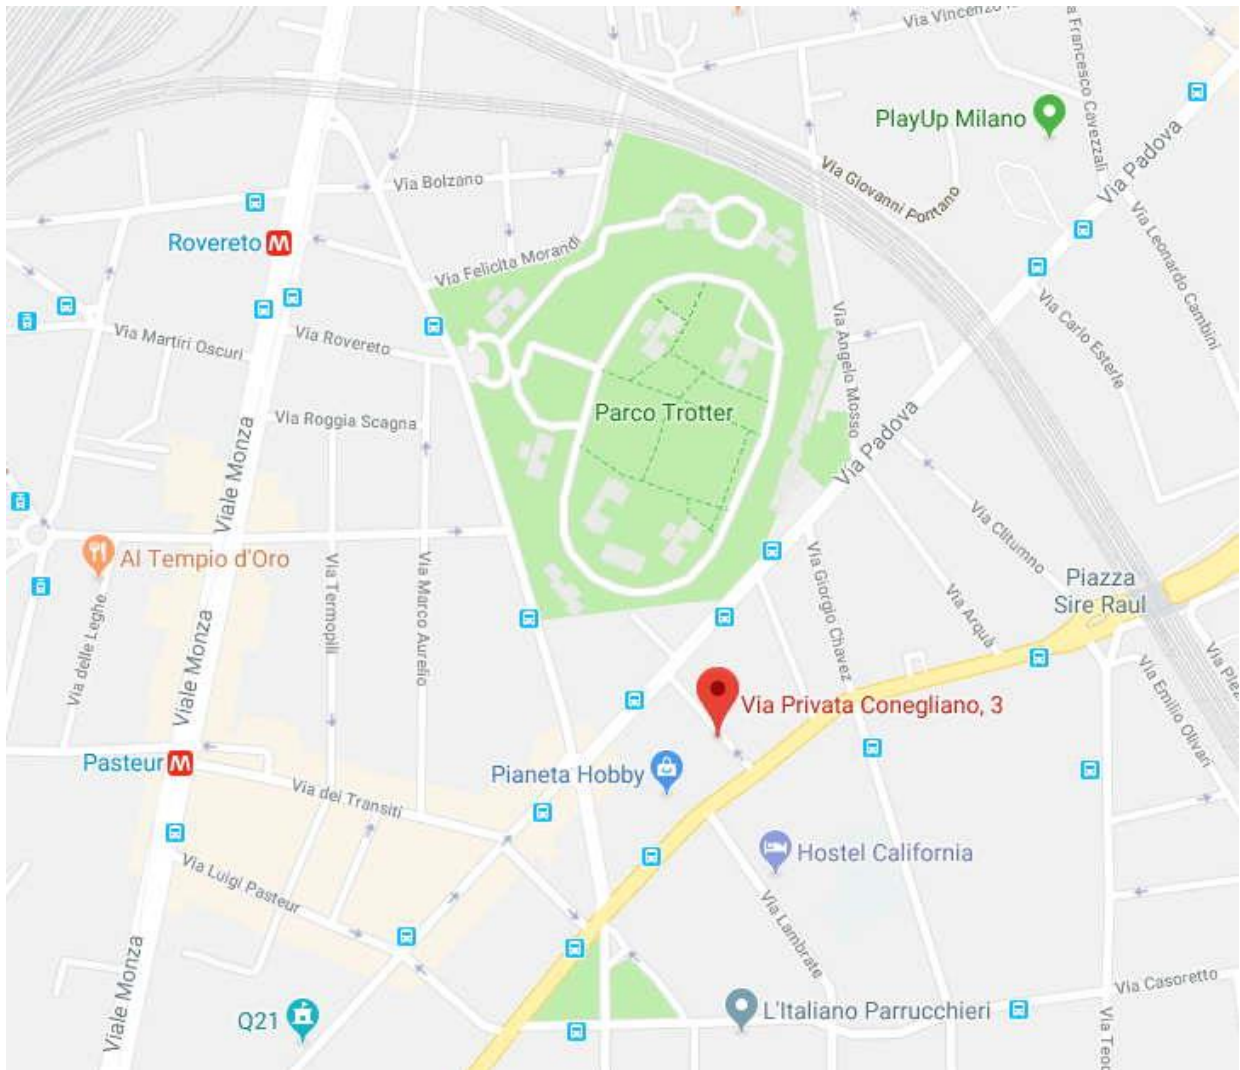 Via Vincenzo
Via Francesco Cavezzali
PlayUp Milano
Via Padova
Via Giovanni Pontano
Via Bolzano
Via Leonardo Cambini
Rovereto M
Via Felicita Morandi
Via Carlo Esterle
Via Martiri Oscuri
Via Rovereto
Via Angelo Mosso
Parco Trotter
Via Roggia Scagna
Via Padova
Viale Monza
Via Clitumno
Al Tempio d'Oro
Via Termopili
Via Marco Aurelio
Via Giorgio Chavez
Piazza
Sire Raul
Via Arquà
Via delle Leghe
Viale Monza
Via Emilio Olivari
Via Privata Conegliano, 3
Pasteur M
Pianeta Hobby
Via dei Transiti
Hostel California
Via Luigi Pasteur
Via Lambrate
Viale Monza
Via Casoretto
Q21
L'Italiano Parrucchieri